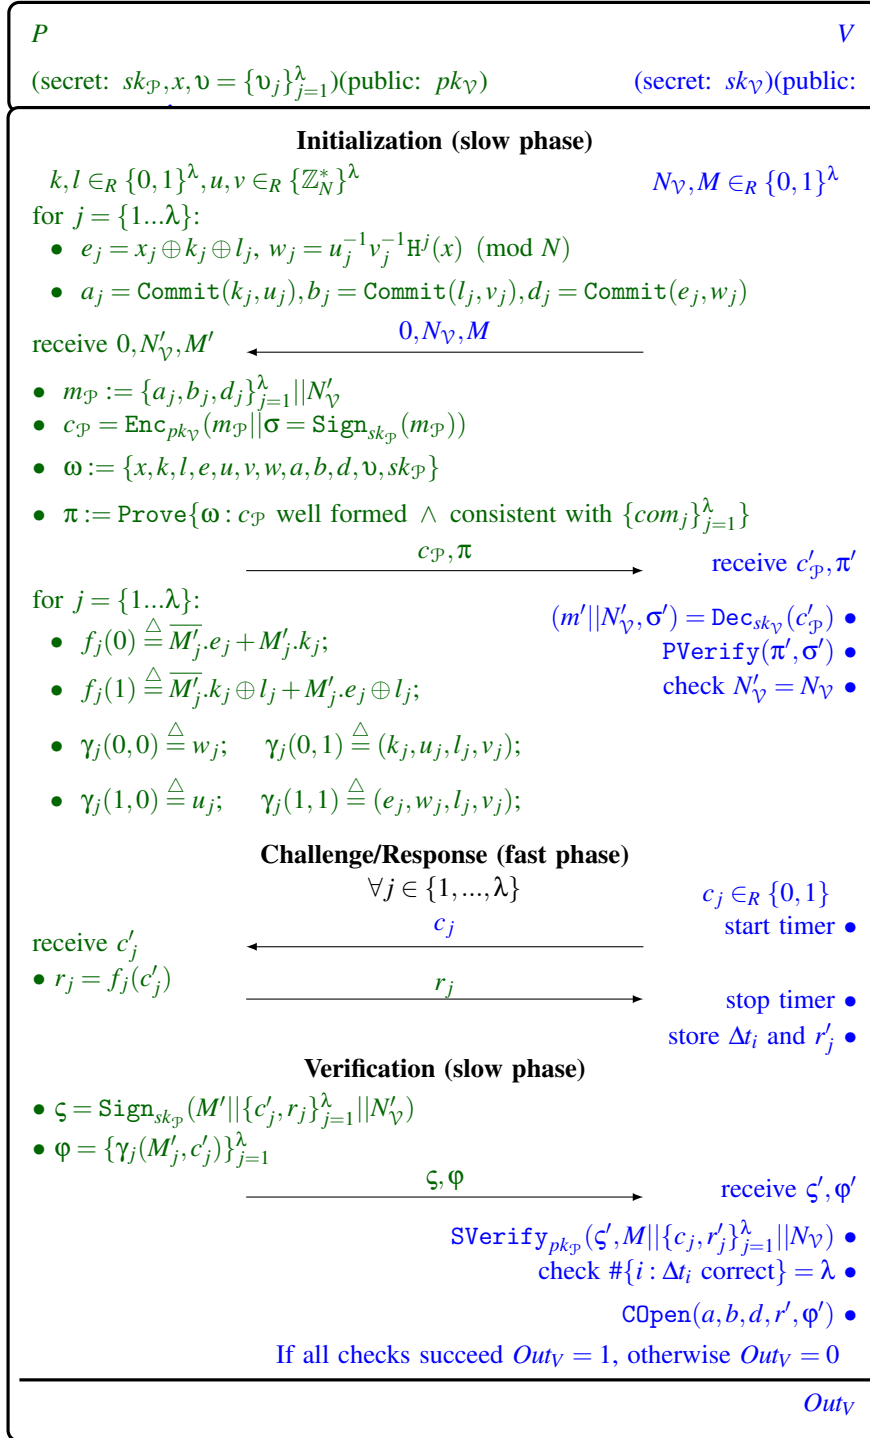 P V
(secret: sk_𝒫, x, υ = {υ_j}_{j=1}^λ)(public: pk_𝒱) (secret: sk_𝒱)(public:
Initialization (slow phase)
k, l ∈_R {0,1}^λ, u, v ∈_R {ℤ_N^*}^λ N_𝒱, M ∈_R {0,1}^λ
for j = {1...λ}:
• e_j = x_j ⊕ k_j ⊕ l_j, w_j = u_j^{-1} v_j^{-1} H^j(x) (mod N)
• a_j = Commit(k_j, u_j), b_j = Commit(l_j, v_j), d_j = Commit(e_j, w_j)
0, N_𝒱, M
receive 0, N′_𝒱, M′
• m_𝒫 := {a_j, b_j, d_j}_{j=1}^λ||N′_𝒱
• c_𝒫 = Enc_{pk_𝒱}(m_𝒫||σ = Sign_{sk_𝒫}(m_𝒫))
• ω := {x, k, l, e, u, v, w, a, b, d, υ, sk_𝒫}
• π := Prove{ω : c_𝒫 well formed ∧ consistent with {com_j}_{j=1}^λ}
c_𝒫, π receive c′_𝒫, π′
for j = {1...λ}: (m′||N′_𝒱, σ′) = Dec_{sk_𝒱}(c′_𝒫) •
• f_j(0) ≜ \overline{M′_j}.e_j + M′_j.k_j; PVerify(π′, σ′) •
• f_j(1) ≜ \overline{M′_j}.k_j ⊕ l_j + M′_j.e_j ⊕ l_j; check N′_𝒱 = N_𝒱 •
• γ_j(0,0) ≜ w_j; γ_j(0,1) ≜ (k_j, u_j, l_j, v_j);
• γ_j(1,0) ≜ u_j; γ_j(1,1) ≜ (e_j, w_j, l_j, v_j);
Challenge/Response (fast phase)
∀j ∈ {1,...,λ} c_j ∈_R {0,1}
c_j start timer •
receive c′_j
• r_j = f_j(c′_j)
r_j stop timer •
store Δt_i and r′_j •
Verification (slow phase)
• ς = Sign_{sk_𝒫}(M′||{c′_j, r_j}_{j=1}^λ||N′_𝒱)
• φ = {γ_j(M′_j, c′_j)}_{j=1}^λ
ς, φ receive ς′, φ′
SVerify_{pk_𝒫}(ς′, M||{c_j, r′_j}_{j=1}^λ||N_𝒱) •
check #{i : Δt_i correct} = λ •
COpen(a, b, d, r′, φ′) •
If all checks succeed Out_V = 1, otherwise Out_V = 0
Out_V